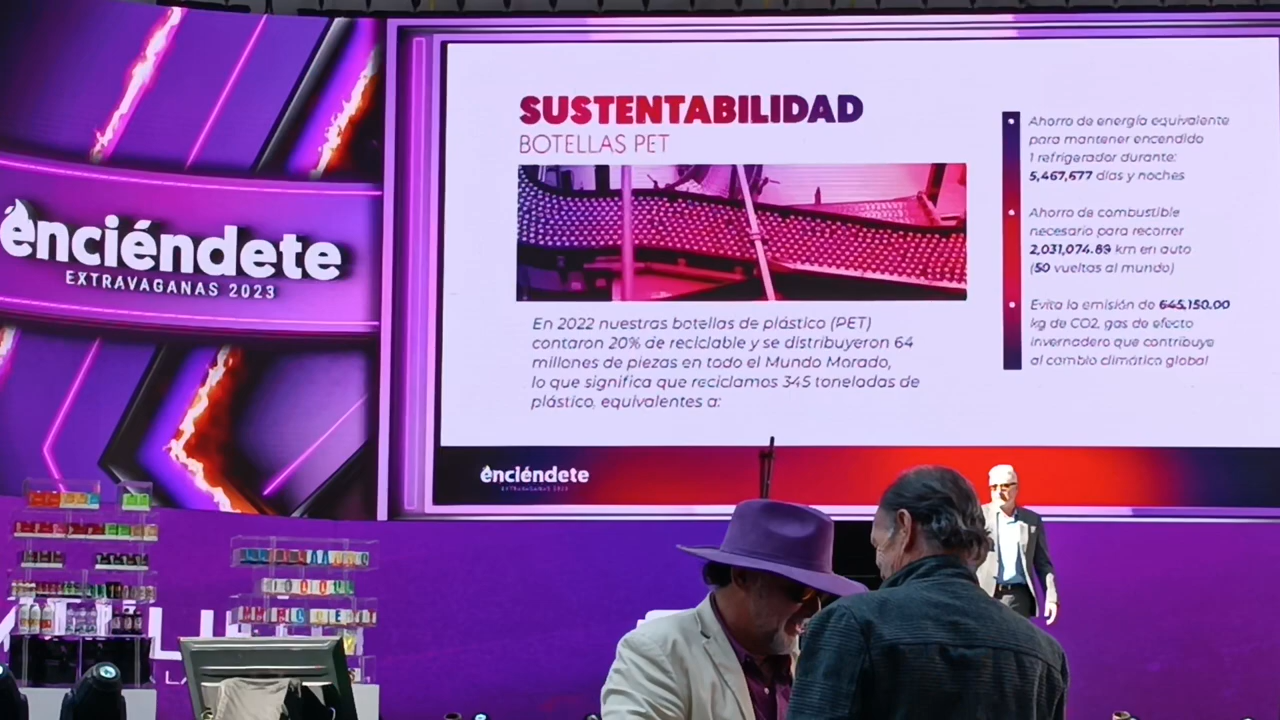 enciéndete
EXTRAVAGANAS 2023
SUSTENTABILIDAD
BOTELLAS PET
En 2022 nuestras botellas de plástico (PET)
contaron 20% de reciclable y se distribuyeron 64
millones de piezas en todo el Mundo Morado,
lo que significa que reciclamos 345 toneladas de
plástico, equivalentes a:
Ahorro de energía equivalente
para mantener encendido
1 refrigerador durante:
5,467,677 días y noches
Ahorro de combustible
necesario para recorrer
2,031,074.89 km en auto
(50 vueltas al mundo)
Evita la emisión de 645,150.00
kg de CO2, gas de efecto
invernadero que contribuye
al cambio climático global
enciéndete
EXTRAVAGANAS 2023